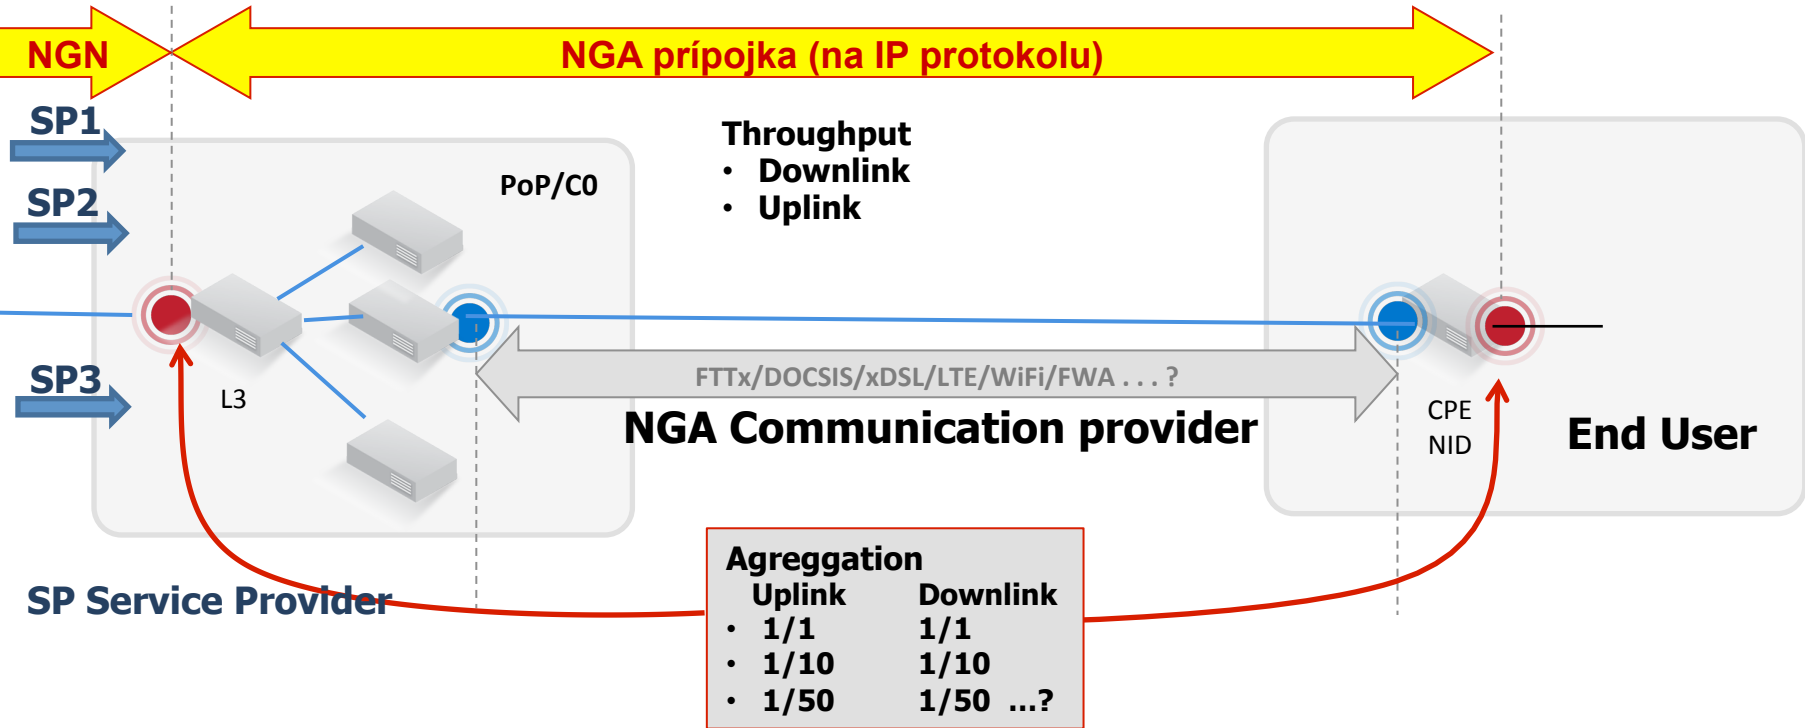 NGN
NGA prípojka (na IP protokolu)
SP1
SP2
SP3
PoP/C0
L3
Throughput
• Downlink
• Uplink
FTTx/DOCSIS/xDSL/LTE/WiFi/FWA . . . ?
NGA Communication provider
CPE
NID
End User
SP Service Provider
Agreggation
Uplink Downlink
• 1/1 1/1
• 1/10 1/10
• 1/50 1/50 ...?